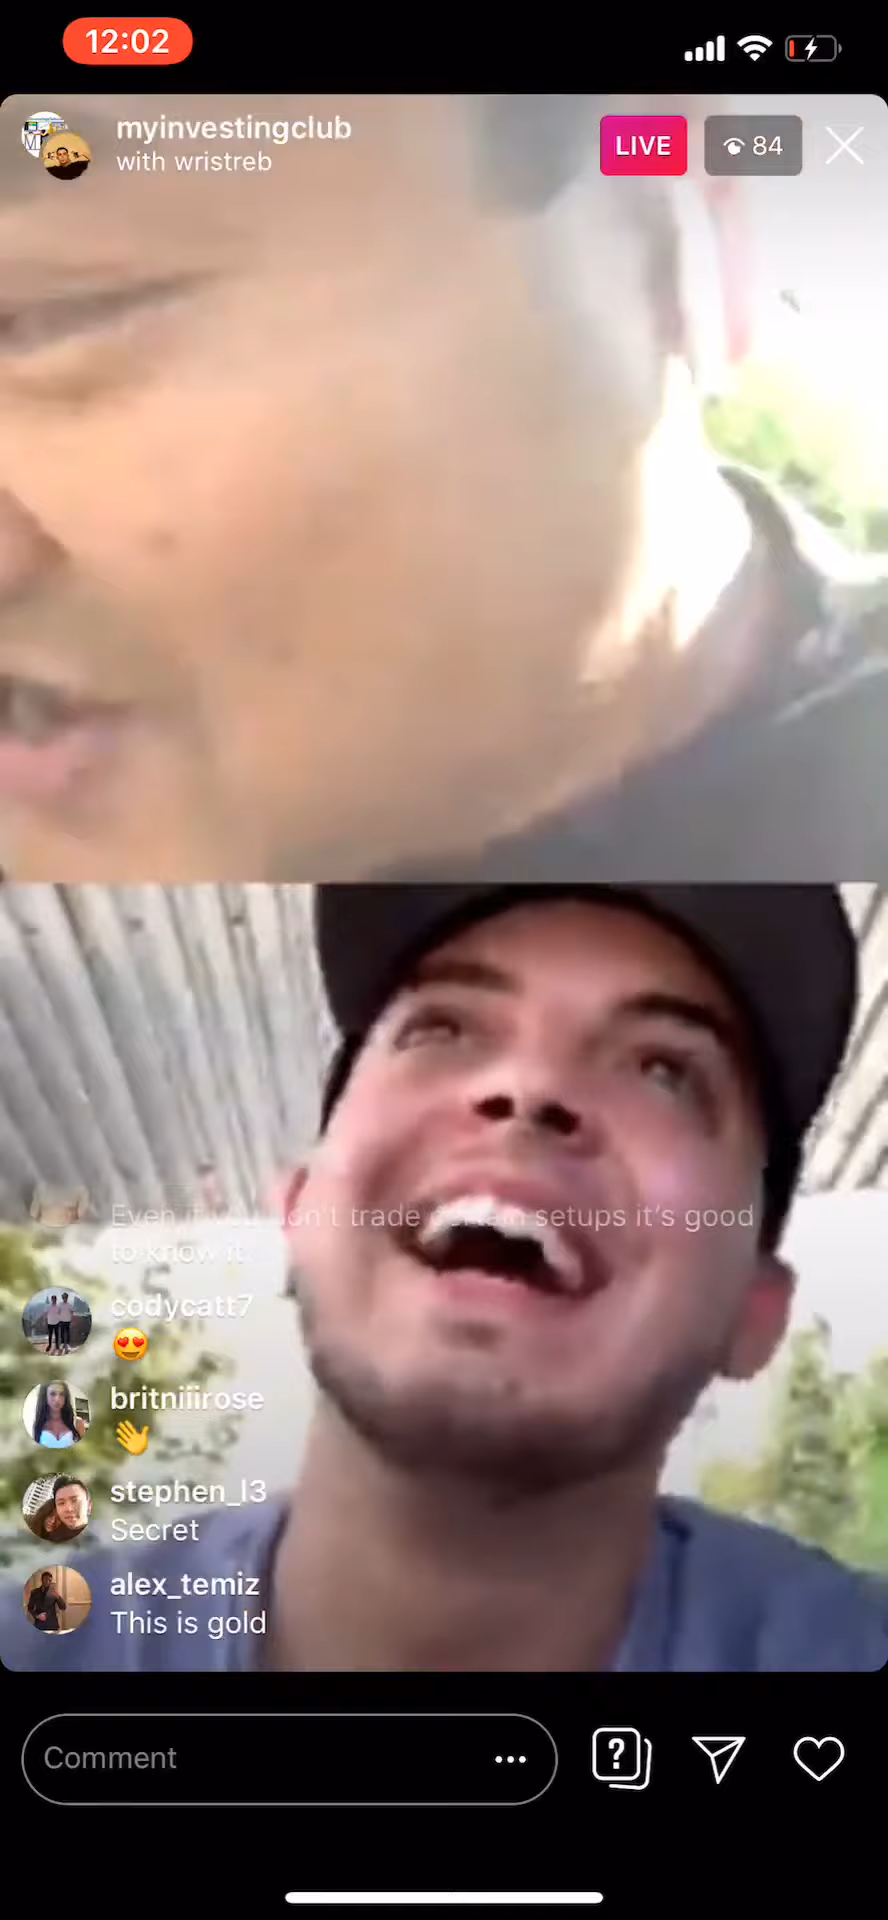 12:02
myinvestingclub
with wristreb
LIVE
84
Even if you don't trade certain setups it's good
to know it
codycatt7
😍
britniiirose
👋
stephen_l3
Secret
alex_temiz
This is gold
Comment